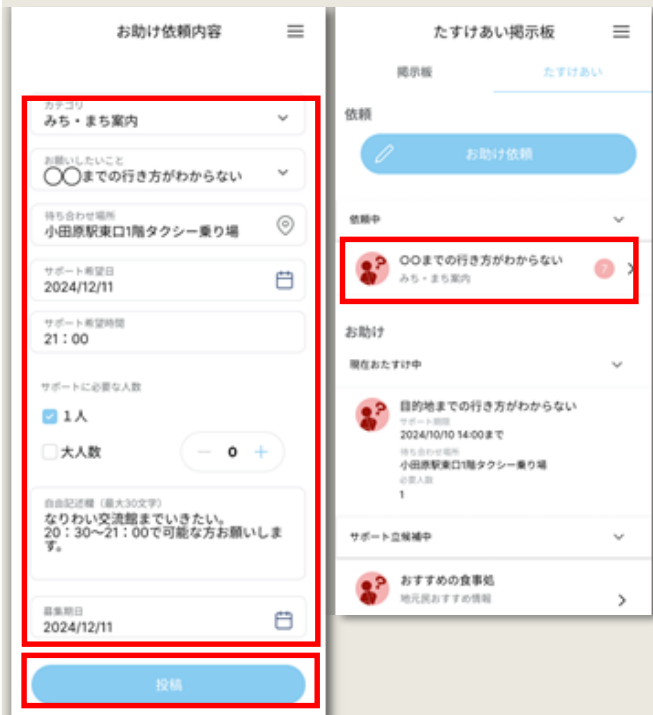 お助け依頼内容
カテゴリ
みち・まち案内
お願いしたいこと
〇〇までの行き方がわからない
待ち合わせ場所
小田原駅東口1階タクシー乗り場
サポート希望日
2024/12/11
サポート希望時間
21：00
サポートに必要な人数
1人
大人数
0
自由記述欄（最大30文字）
なりわい交流館までいきたい。
20：30〜21：00で可能な方お願いしま
す。
募集期日
2024/12/11
投稿
たすけあい掲示板
掲示板 たすけあい
依頼
お助け依頼
依頼中
〇〇までの行き方がわからない
みち・まち案内
7
お助け
現在おたすけ中
目的地までの行き方がわからない
サポート期間
2024/10/10 14:00まで
待ち合わせ場所
小田原駅東口1階タクシー乗り場
必要人数
1
サポート立候補中
おすすめの食事処
地元民おすすめ情報